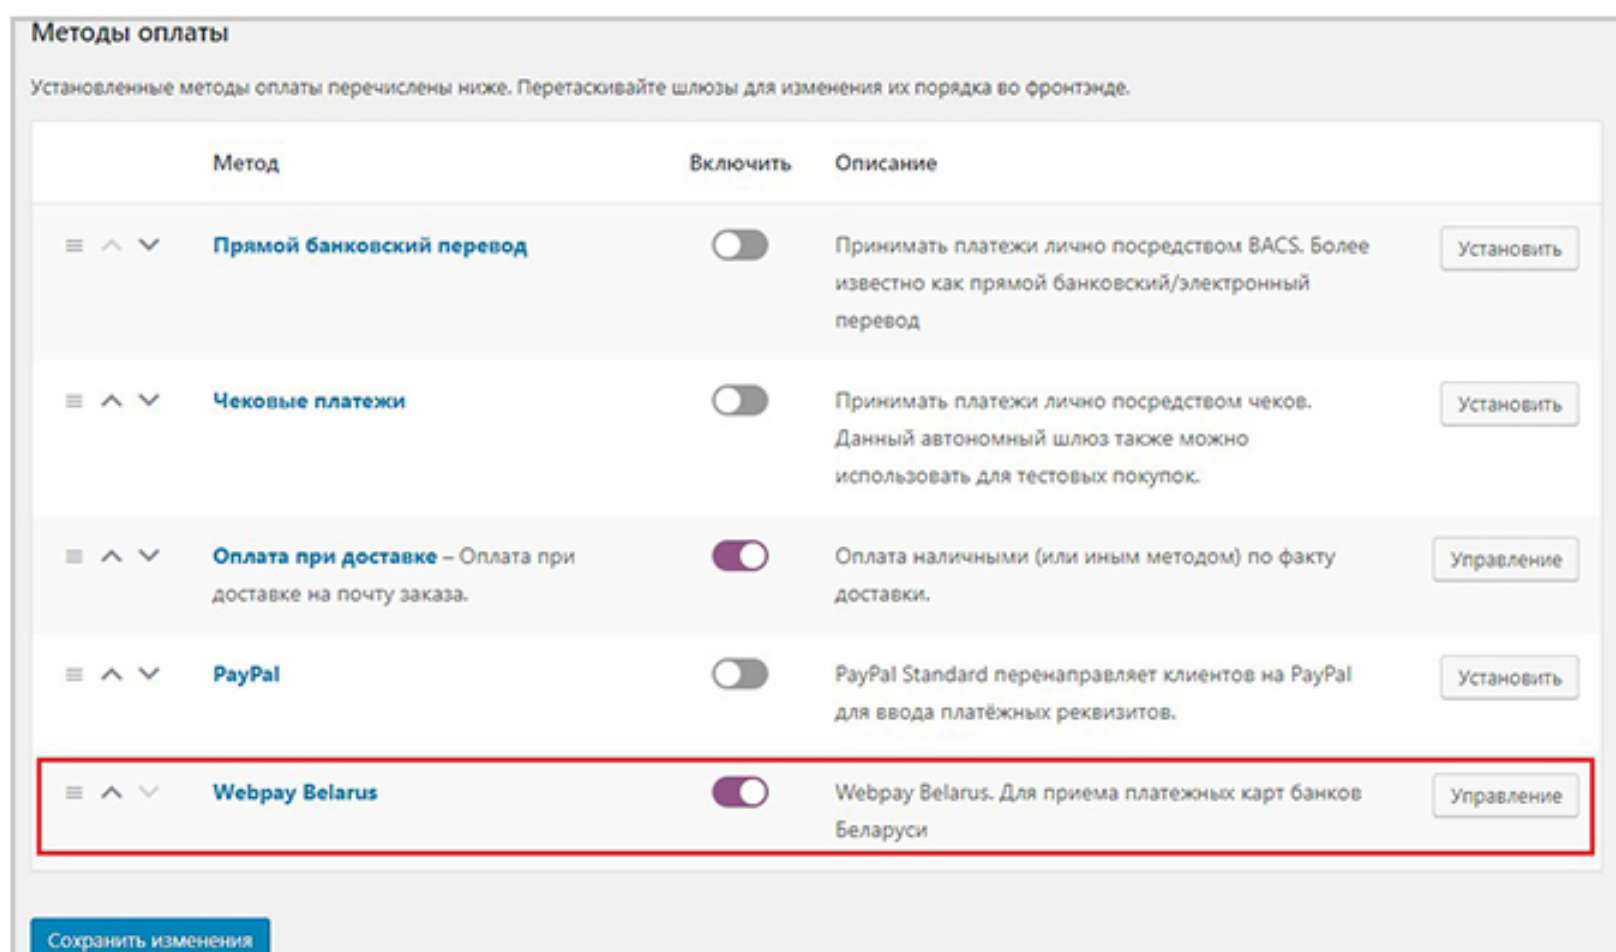 Методы оплаты
Установленные методы оплаты перечислены ниже. Перетаскивайте шлюзы для изменения их порядка во фронтэнде.
Метод Включить Описание
Прямой банковский перевод
Принимать платежи лично посредством BACS. Более
известно как прямой банковский/электронный
перевод
Установить
Чековые платежи
Принимать платежи лично посредством чеков.
Данный автономный шлюз также можно
использовать для тестовых покупок.
Установить
Оплата при доставке – Оплата при
доставке на почту заказа.
Оплата наличными (или иным методом) по факту
доставки.
Управление
PayPal
PayPal Standard перенаправляет клиентов на PayPal
для ввода платёжных реквизитов.
Установить
Webpay Belarus
Webpay Belarus. Для приема платежных карт банков
Беларуси
Управление
Сохранить изменения